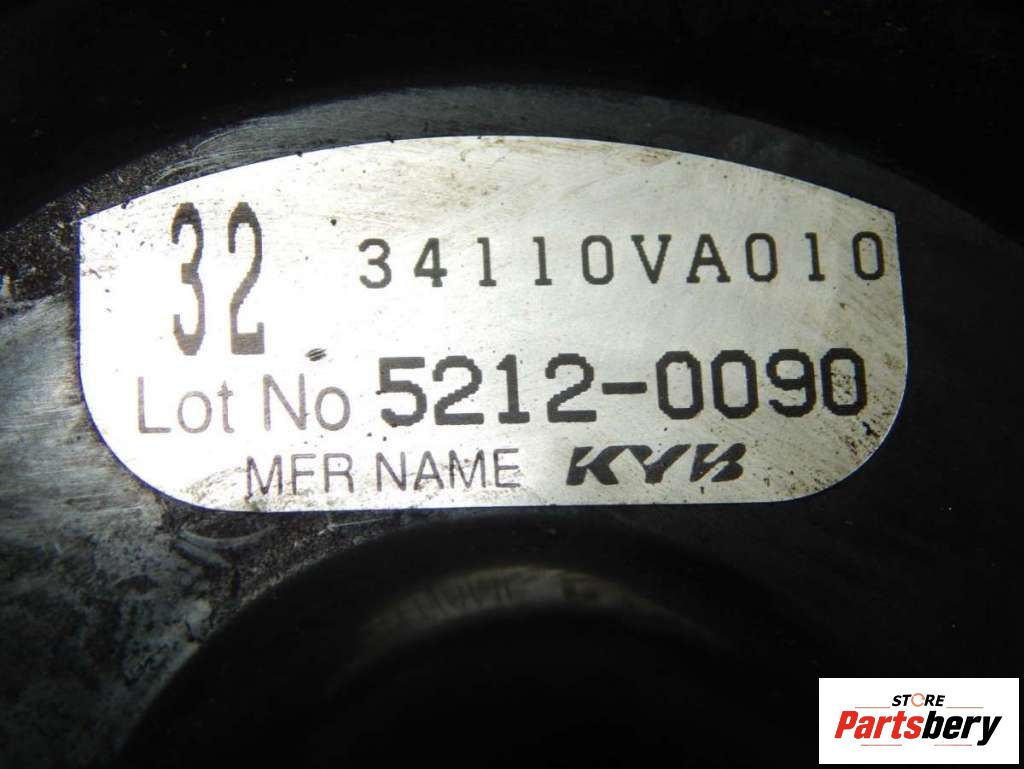 32 34110VA010
Lot No 5212-0090
MFR NAME KYB
STORE
Partsbery